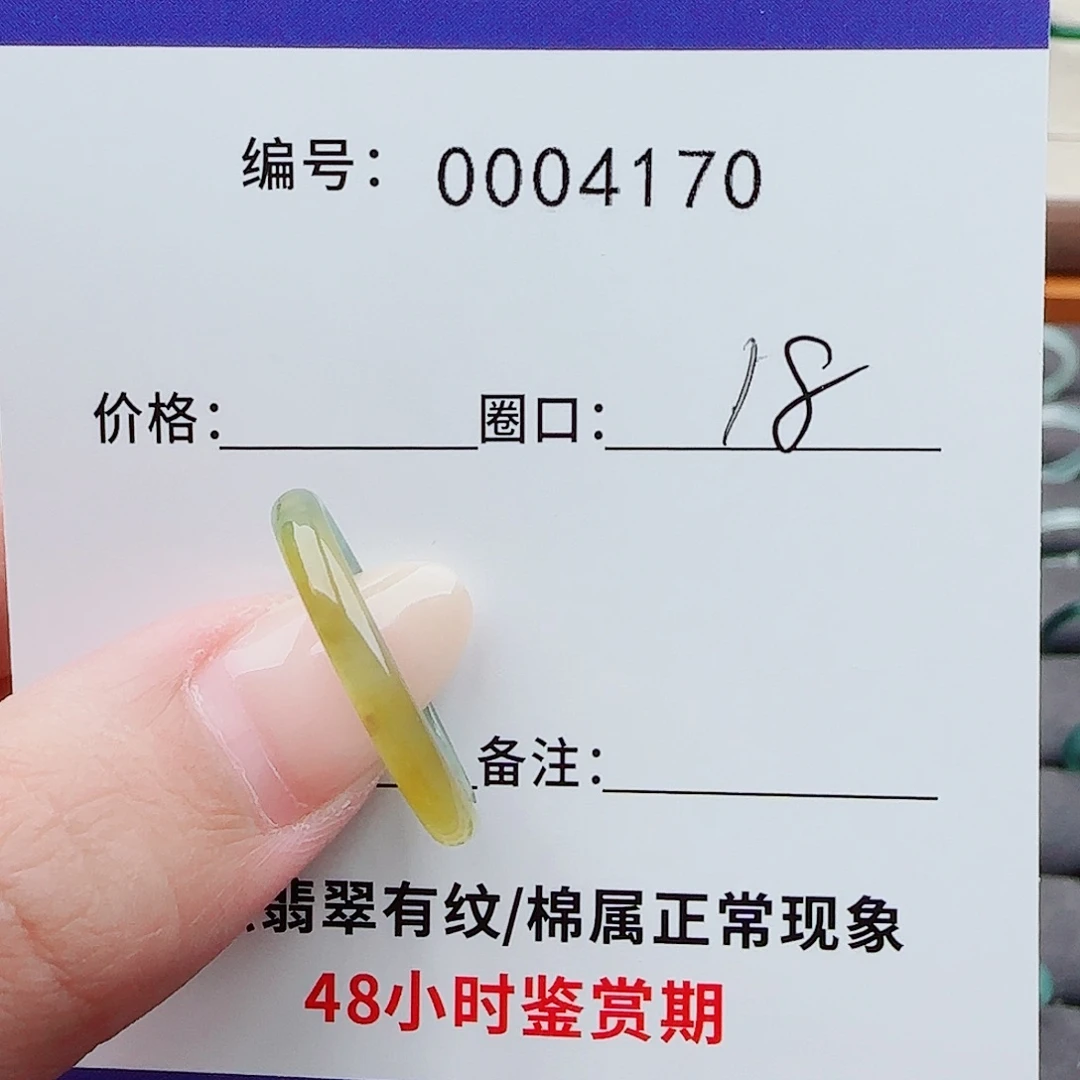 编号：0004170
价格：圈口：18
备注：
翡翠有纹/棉属正常现象
48小时鉴赏期